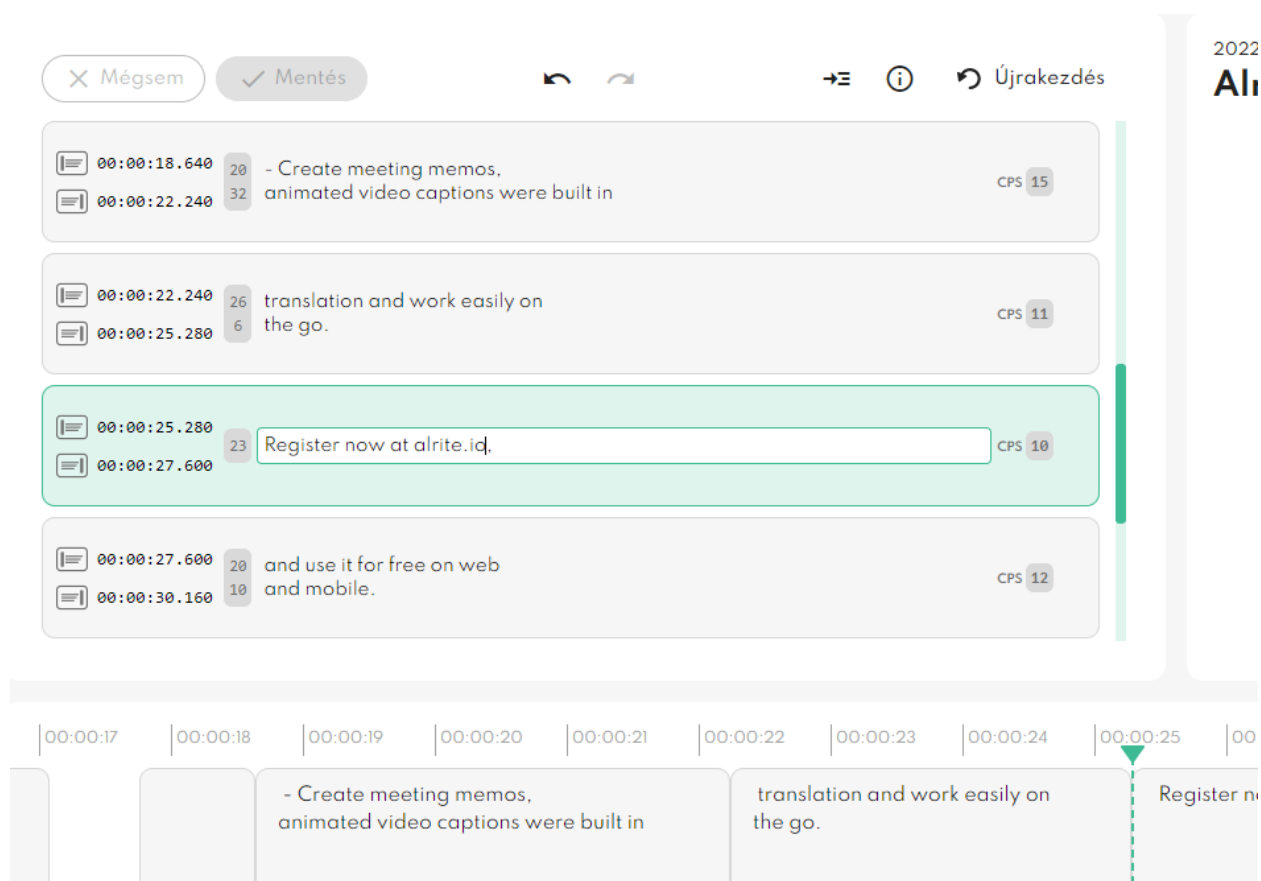 Mégsem
Mentés
Újrakezdés
2022
00:00:18.640
00:00:22.240
20
32
- Create meeting memos,
animated video captions were built in
CPS 15
00:00:22.240
00:00:25.280
26
6
translation and work easily on
the go.
CPS 11
00:00:25.280
00:00:27.600
23
Register now at alrite.io,
CPS 10
00:00:27.600
00:00:30.160
20
10
and use it for free on web
and mobile.
CPS 12
00:00:17 00:00:18 00:00:19 00:00:20 00:00:21 00:00:22 00:00:23 00:00:24 00:00:25 00
- Create meeting memos,
animated video captions were built in
translation and work easily on
the go.
Register